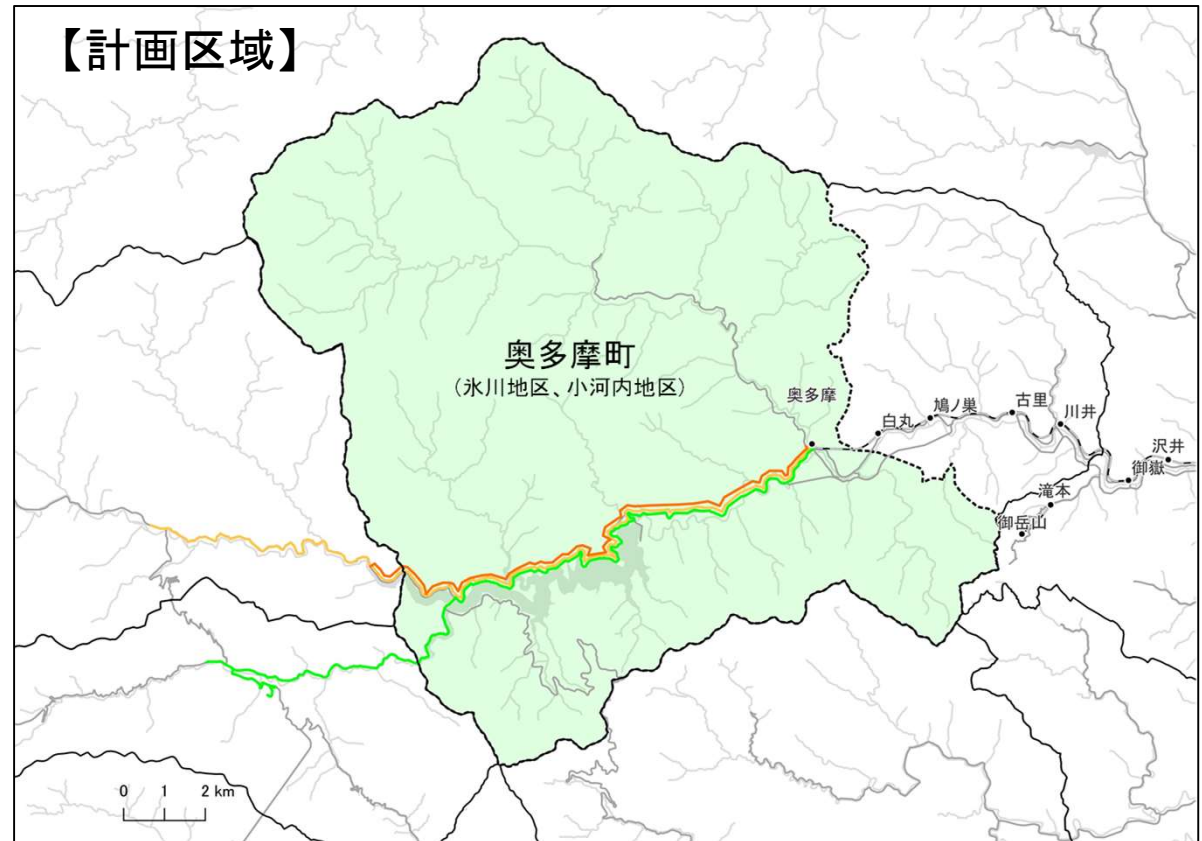 【計画区域】
奥多摩町
（氷川地区、小河内地区）
奥多摩
白丸
鳩ノ巣
古里
川井
沢井
御嶽
滝本
御岳山
0 1 2 km